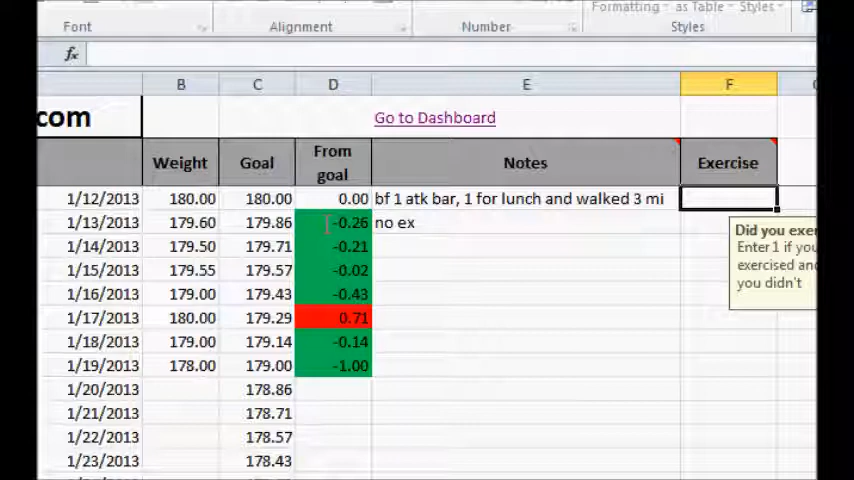 Formatting as Table Styles
Font Alignment Number Styles
fx
B C D E F
com Go to Dashboard
Weight Goal From goal Notes Exercise
1/12/2013 180.00 180.00 0.00 bf 1 atk bar, 1 for lunch and walked 3 mi
1/13/2013 179.60 179.86 -0.26 no ex
1/14/2013 179.50 179.71 -0.21
1/15/2013 179.55 179.57 -0.02
1/16/2013 179.00 179.43 -0.43
1/17/2013 180.00 179.29 0.71
1/18/2013 179.00 179.14 -0.14
1/19/2013 178.00 179.00 -1.00
1/20/2013 178.86
1/21/2013 178.71
1/22/2013 178.57
1/23/2013 178.43
Did you exer
Enter 1 if you
exercised and
you didn't